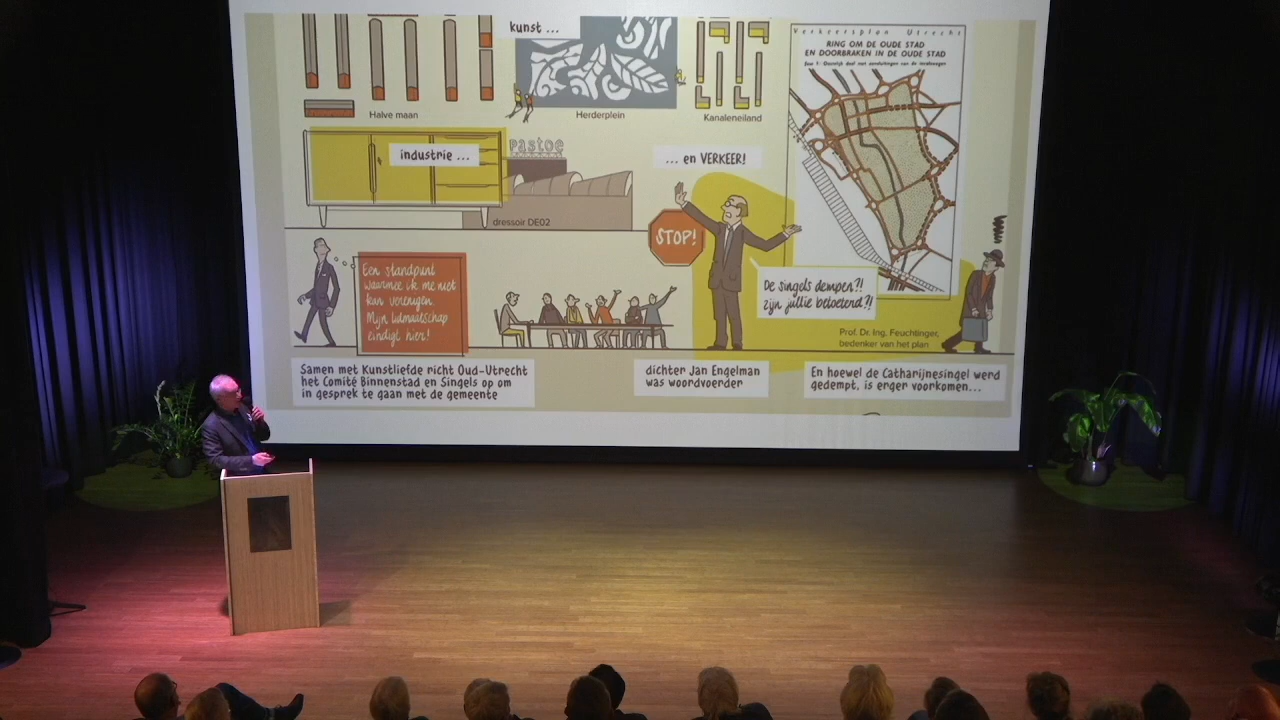 kunst ...
Verkeersplan Utrecht
RING OM DE OUDE STAD
EN DOORBRAKEN IN DE OUDE STAD
Halve maan
Herderplein
Kanaleneiland
industrie ...
Pastoe
... en VERKEER!
dressoir DE02
STOP!
Een standpunt
waarmee ik me niet
kan verenigen.
Mijn lidmaatschap
eindigt hier!
De singels dempen?!
zijn jullie betoeterd?!
Prof. Dr. Ing. Feuchtinger,
bedenker van het plan
Samen met Kunstliefde richt Oud-Utrecht
het Comité Binnenstad en Singels op om
in gesprek te gaan met de gemeente
dichter Jan Engelman
was woordvoerder
En hoewel de Catharijnesingel werd
gedempt, is erger voorkomen...